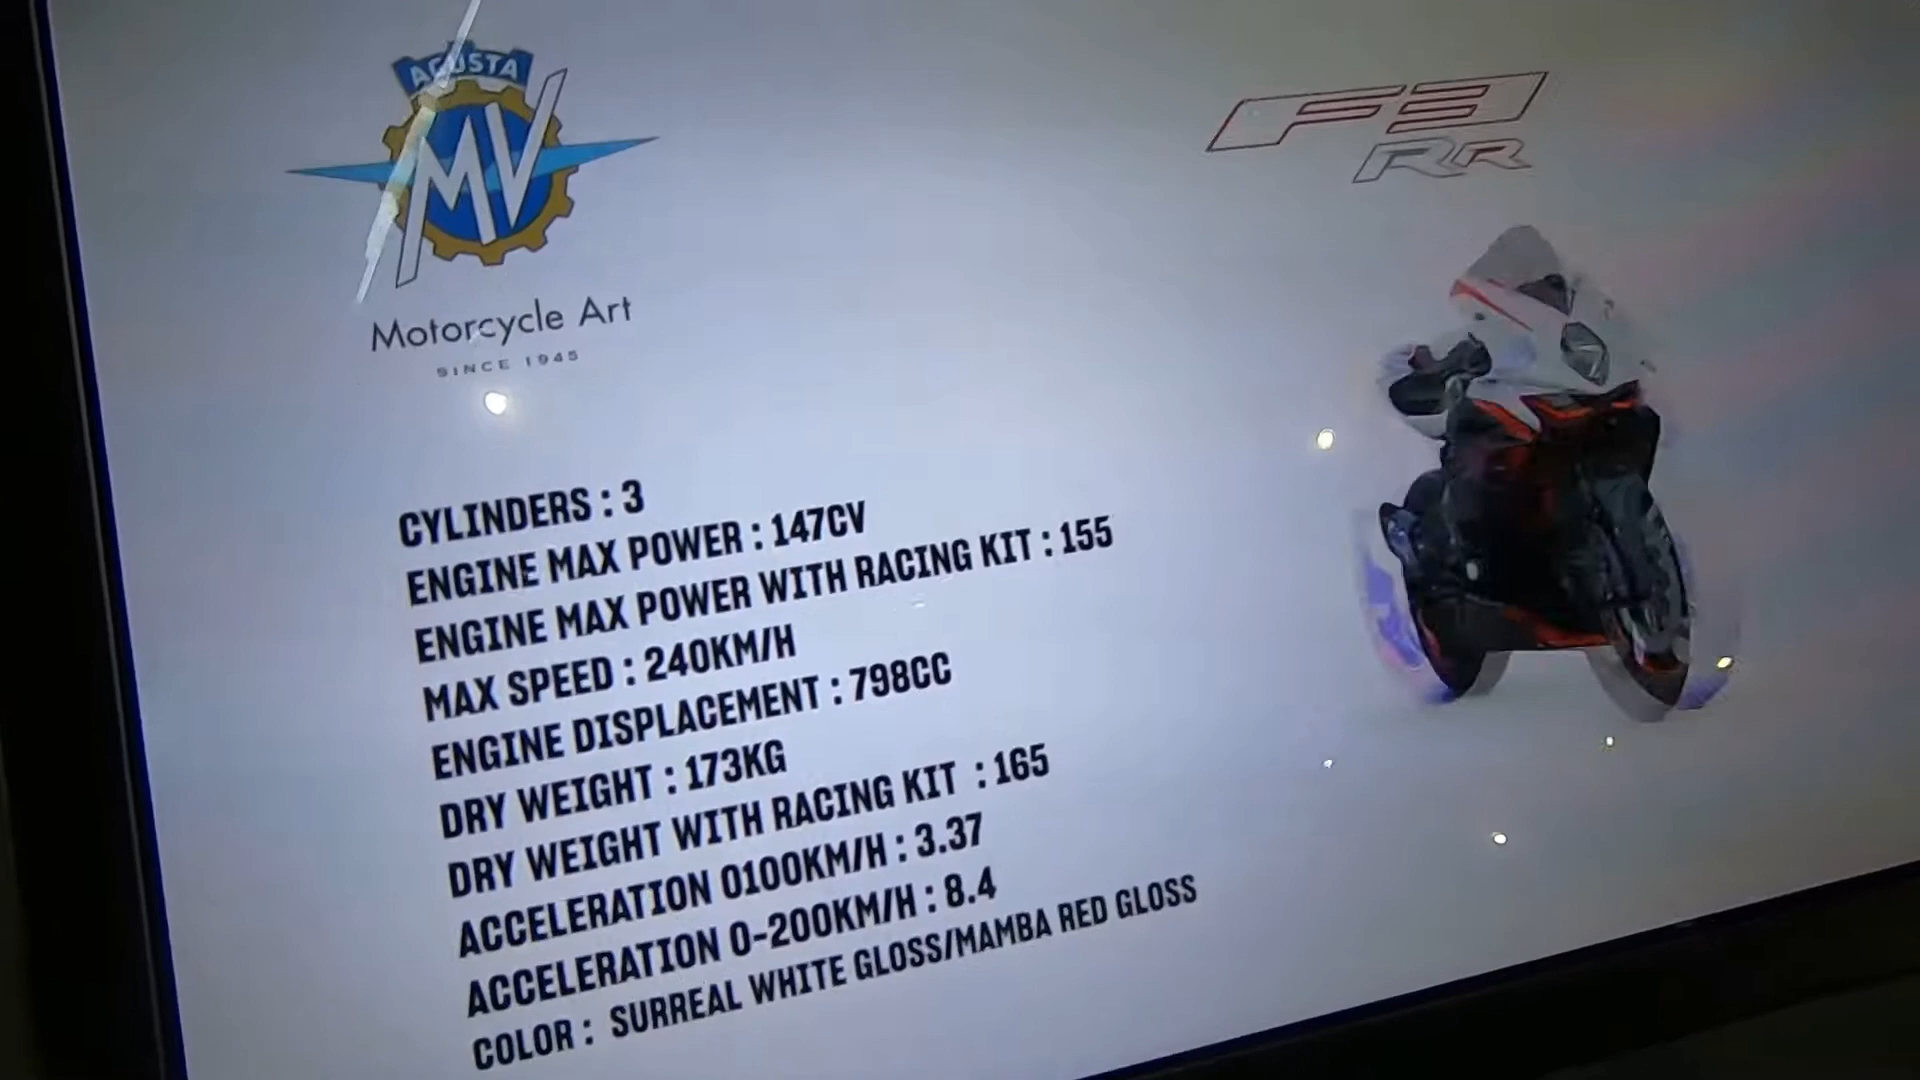 AGUSTA
MV
Motorcycle Art
SINCE 1945
F3
RR
CYLINDERS : 3
ENGINE MAX POWER : 147CV
ENGINE MAX POWER WITH RACING KIT : 155
MAX SPEED : 240KM/H
ENGINE DISPLACEMENT : 798CC
DRY WEIGHT : 173KG
DRY WEIGHT WITH RACING KIT : 165
ACCELERATION 0100KM/H : 3.37
ACCELERATION 0-200KM/H : 8.4
COLOR : SURREAL WHITE GLOSS/MAMBA RED GLOSS